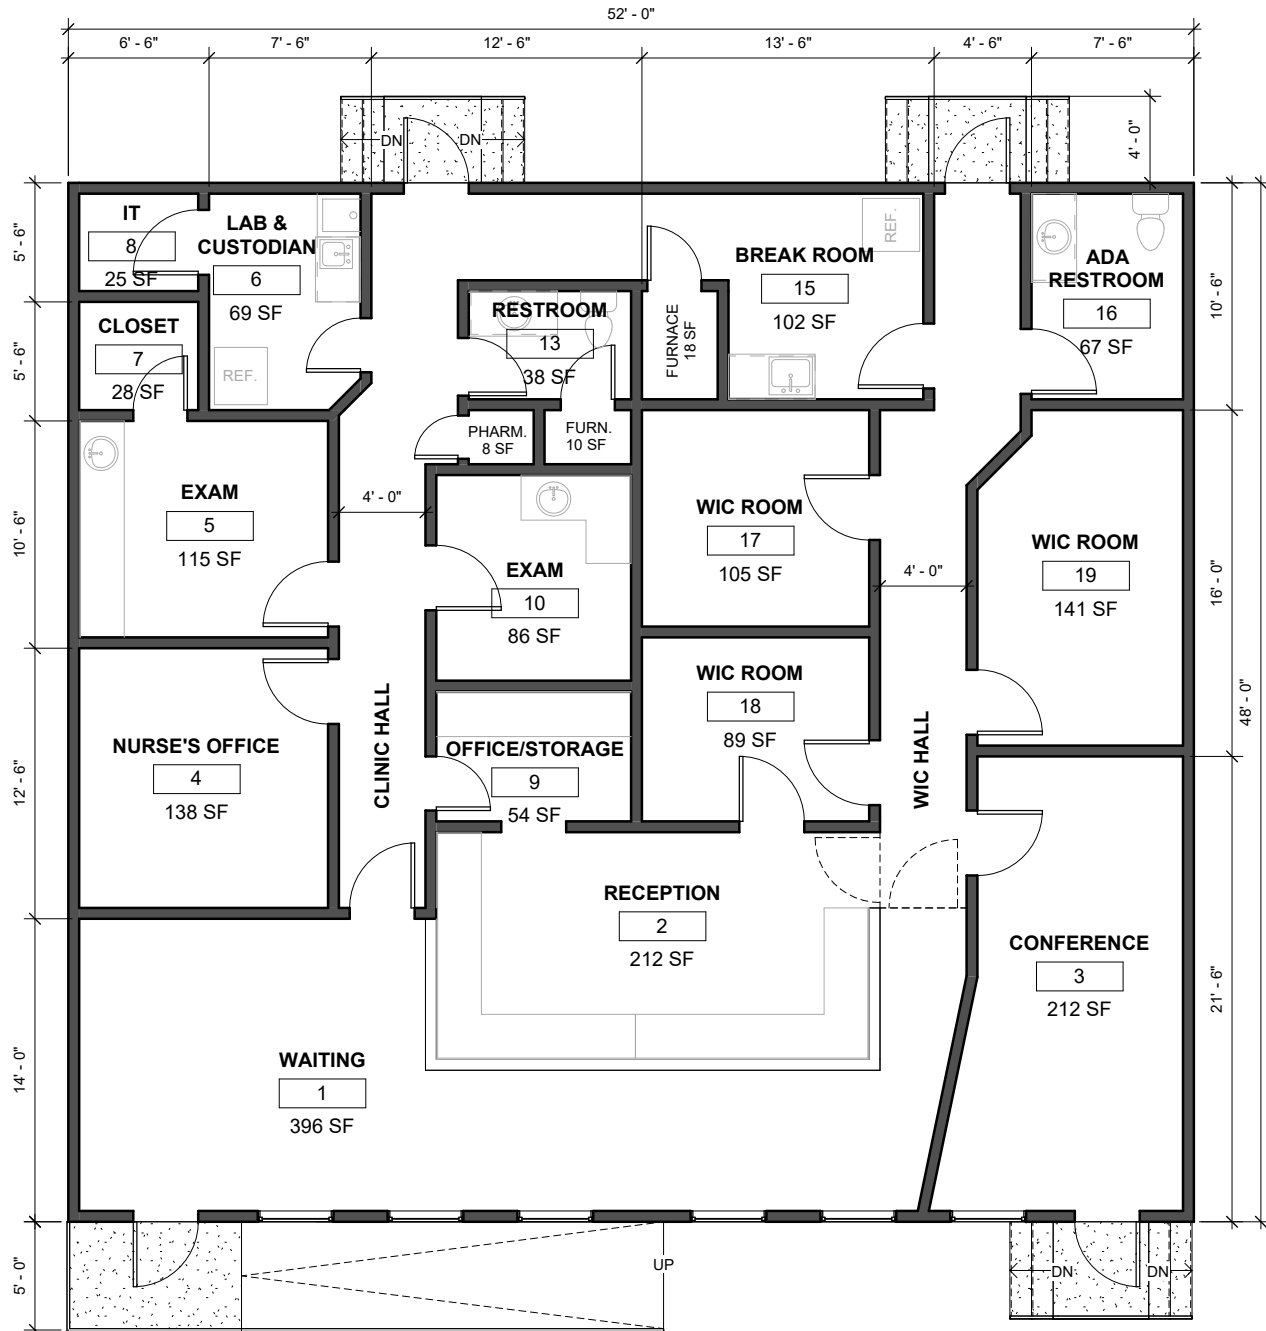 52' - 0"
6' - 6"
7' - 6"
12' - 6"
13' - 6"
4' - 6"
7' - 6"
DN
DN
4' - 0"
5' - 6"
5' - 6"
10' - 6"
12' - 6"
14' - 0"
5' - 0"
10' - 6"
16' - 0"
21' - 6"
48' - 0"
IT
8
25 SF
LAB &
CUSTODIAN
6
69 SF
REF.
CLOSET
7
28 SF
RESTROOM
13
38 SF
FURNACE
18 SF
BREAK ROOM
15
102 SF
REF.
ADA
RESTROOM
16
67 SF
PHARM.
8 SF
FURN.
10 SF
EXAM
5
115 SF
4' - 0"
EXAM
10
86 SF
WIC ROOM
17
105 SF
4' - 0"
WIC ROOM
19
141 SF
NURSE'S OFFICE
4
138 SF
CLINIC HALL
OFFICE/STORAGE
9
54 SF
WIC ROOM
18
89 SF
WIC HALL
RECEPTION
2
212 SF
CONFERENCE
3
212 SF
WAITING
1
396 SF
UP
DN
DN